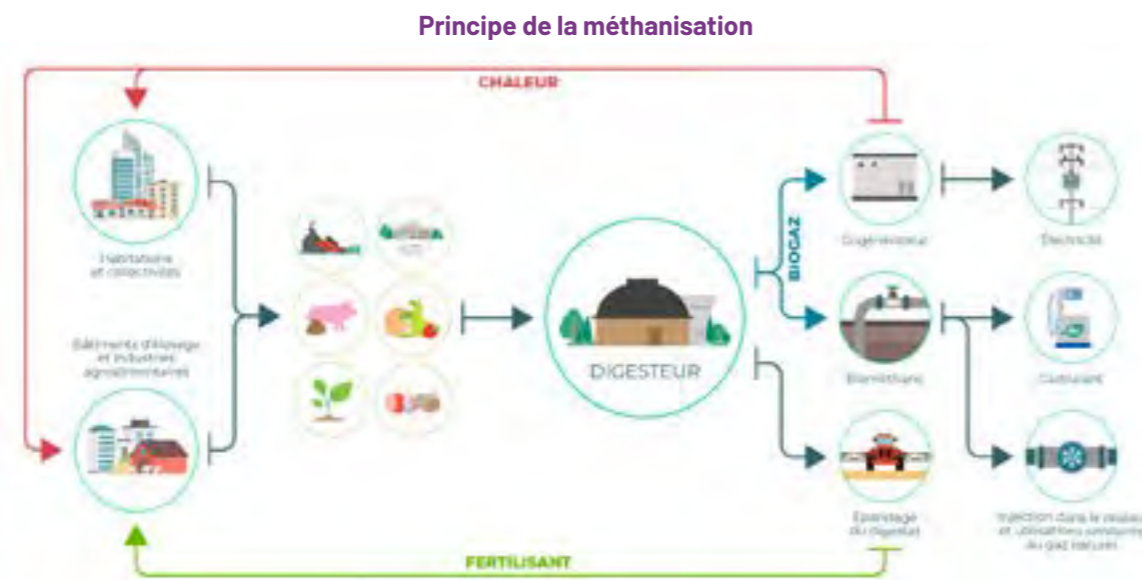 Principe de la méthanisation
CHALEUR
Habitations
et collectivités
Bâtiments d'élevage
et industries
agroalimentaires
DIGESTEUR
BIOGAZ
Cogénérateur
Électricité
Biométhane
Carburant
Épandage
du digestat
Injection dans le réseau
et utilisations
au gaz naturel
FERTILISANT